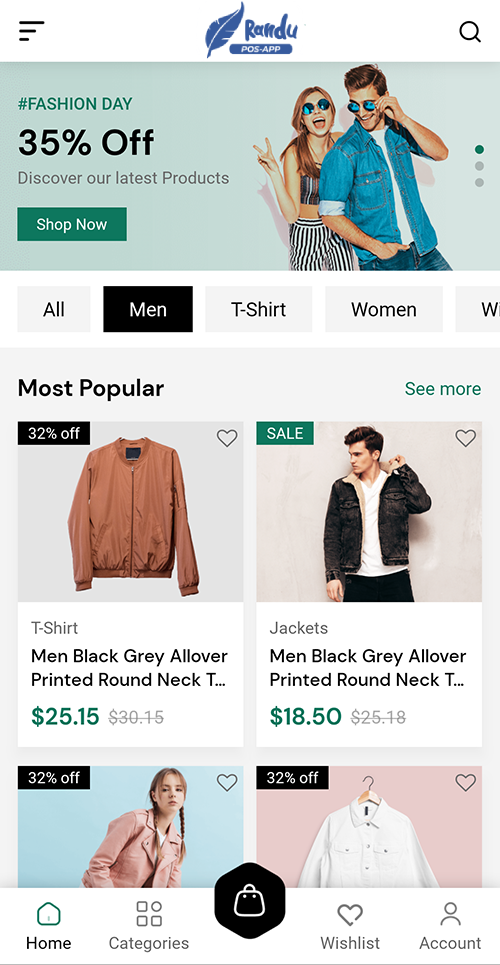 Randu
POS-APP
#FASHION DAY
35% Off
Discover our latest Products
Shop Now
All
Men
T-Shirt
Women
Wi
Most Popular
See more
32% off
SALE
T-Shirt
Men Black Grey Allover
Printed Round Neck T...
$25.15 $30.15
Jackets
Men Black Grey Allover
Printed Round Neck T...
$18.50 $25.18
32% off
32% off
Home
Categories
Wishlist
Account